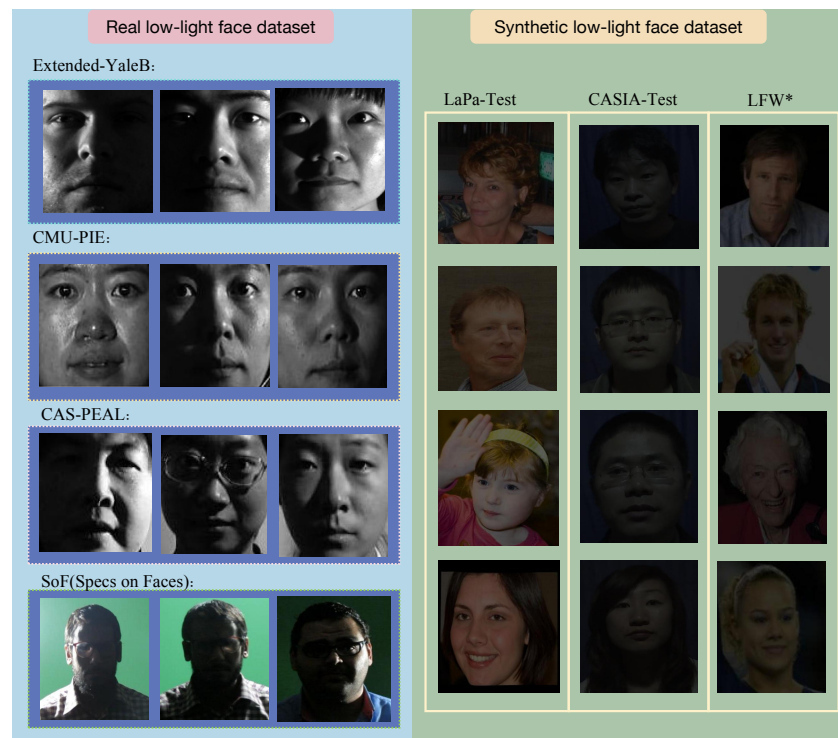 Real low-light face dataset
Synthetic low-light face dataset
Extended-YaleB:
CMU-PIE:
CAS-PEAL:
SoF(Specs on Faces):
LaPa-Test
CASIA-Test
LFW*